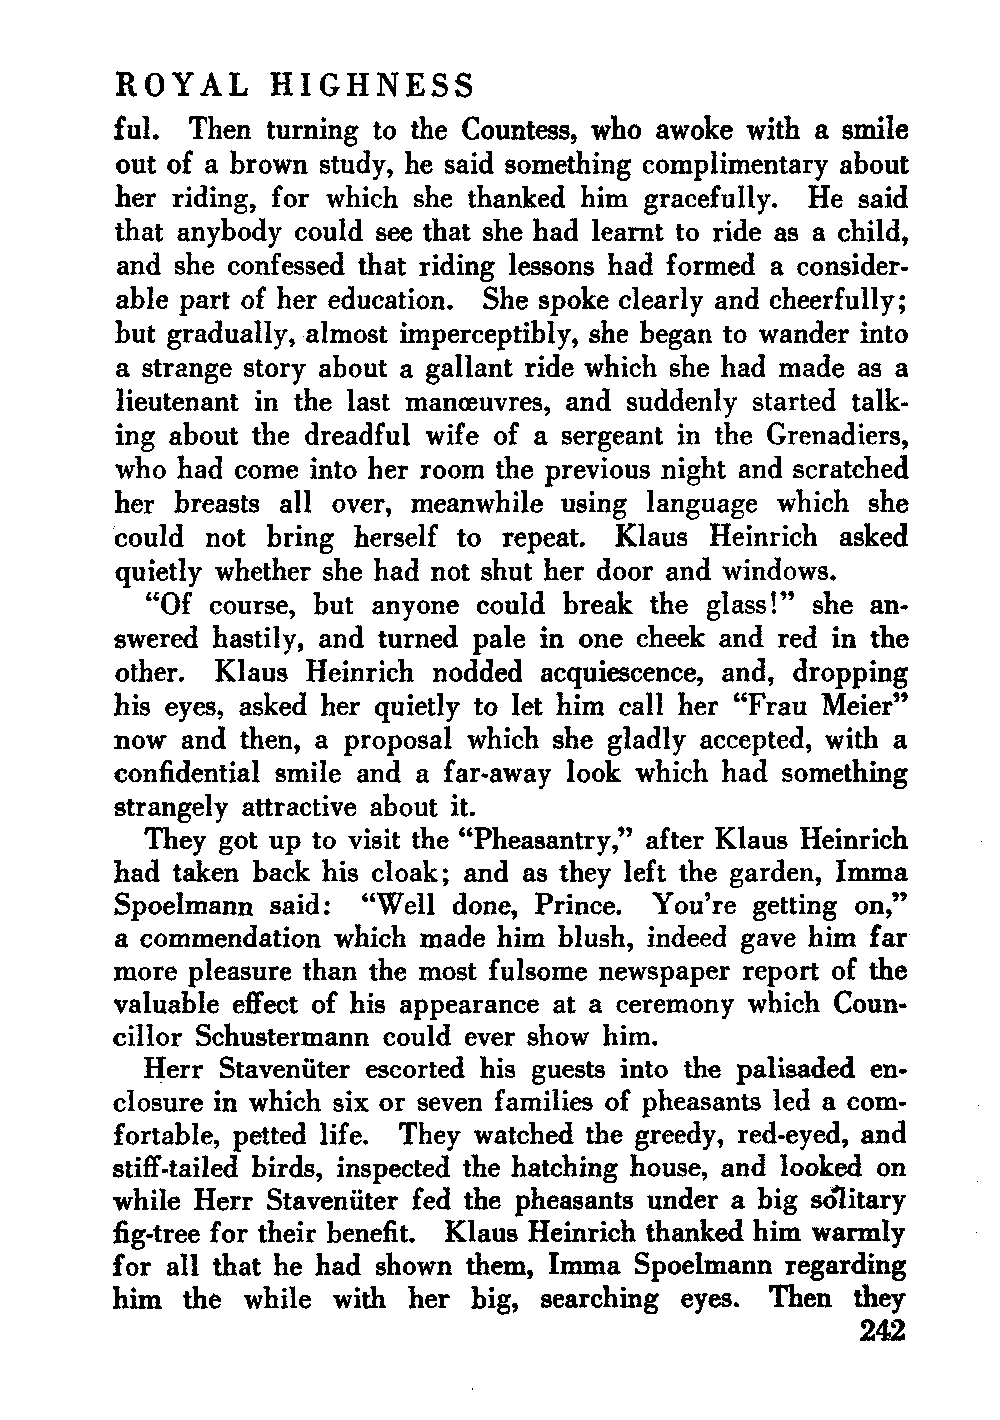 ROYAL HIGHNESS
ful. Then turning to the Countess, who awoke with a smile
out of a brown study, he said something complimentary about
her riding, for which she thanked him gracefully. He said
that anybody could see that she had learnt to ride as a child,
and she confessed that riding lessons had formed a consider-
able part of her education. She spoke clearly and cheerfully;
but gradually, almost imperceptibly, she began to wander into
a strange story about a gallant ride which she had made as a
lieutenant in the last manœuvres, and suddenly started talk-
ing about the dreadful wife of a sergeant in the Grenadiers,
who had come into her room the previous night and scratched
her breasts all over, meanwhile using language which she
could not bring herself to repeat. Klaus Heinrich asked
quietly whether she had not shut her door and windows.
“Of course, but anyone could break the glass!” she an-
swered hastily, and turned pale in one cheek and red in the
other. Klaus Heinrich nodded acquiescence, and, dropping
his eyes, asked her quietly to let him call her “Frau Meier”
now and then, a proposal which she gladly accepted, with a
confidential smile and a far-away look which had something
strangely attractive about it.
They got up to visit the “Pheasantry,” after Klaus Heinrich
had taken back his cloak; and as they left the garden, Imma
Spoelmann said: “Well done, Prince. You’re getting on,”
a commendation which made him blush, indeed gave him far
more pleasure than the most fulsome newspaper report of the
valuable effect of his appearance at a ceremony which Coun-
cillor Schustermann could ever show him.
Herr Stavenüter escorted his guests into the palisaded en-
closure in which six or seven families of pheasants led a com-
fortable, petted life. They watched the greedy, red-eyed, and
stiff-tailed birds, inspected the hatching house, and looked on
while Herr Stavenüter fed the pheasants under a big solitary
fig-tree for their benefit. Klaus Heinrich thanked him warmly
for all that he had shown them, Imma Spoelmann regarding
him the while with her big, searching eyes. Then they
242